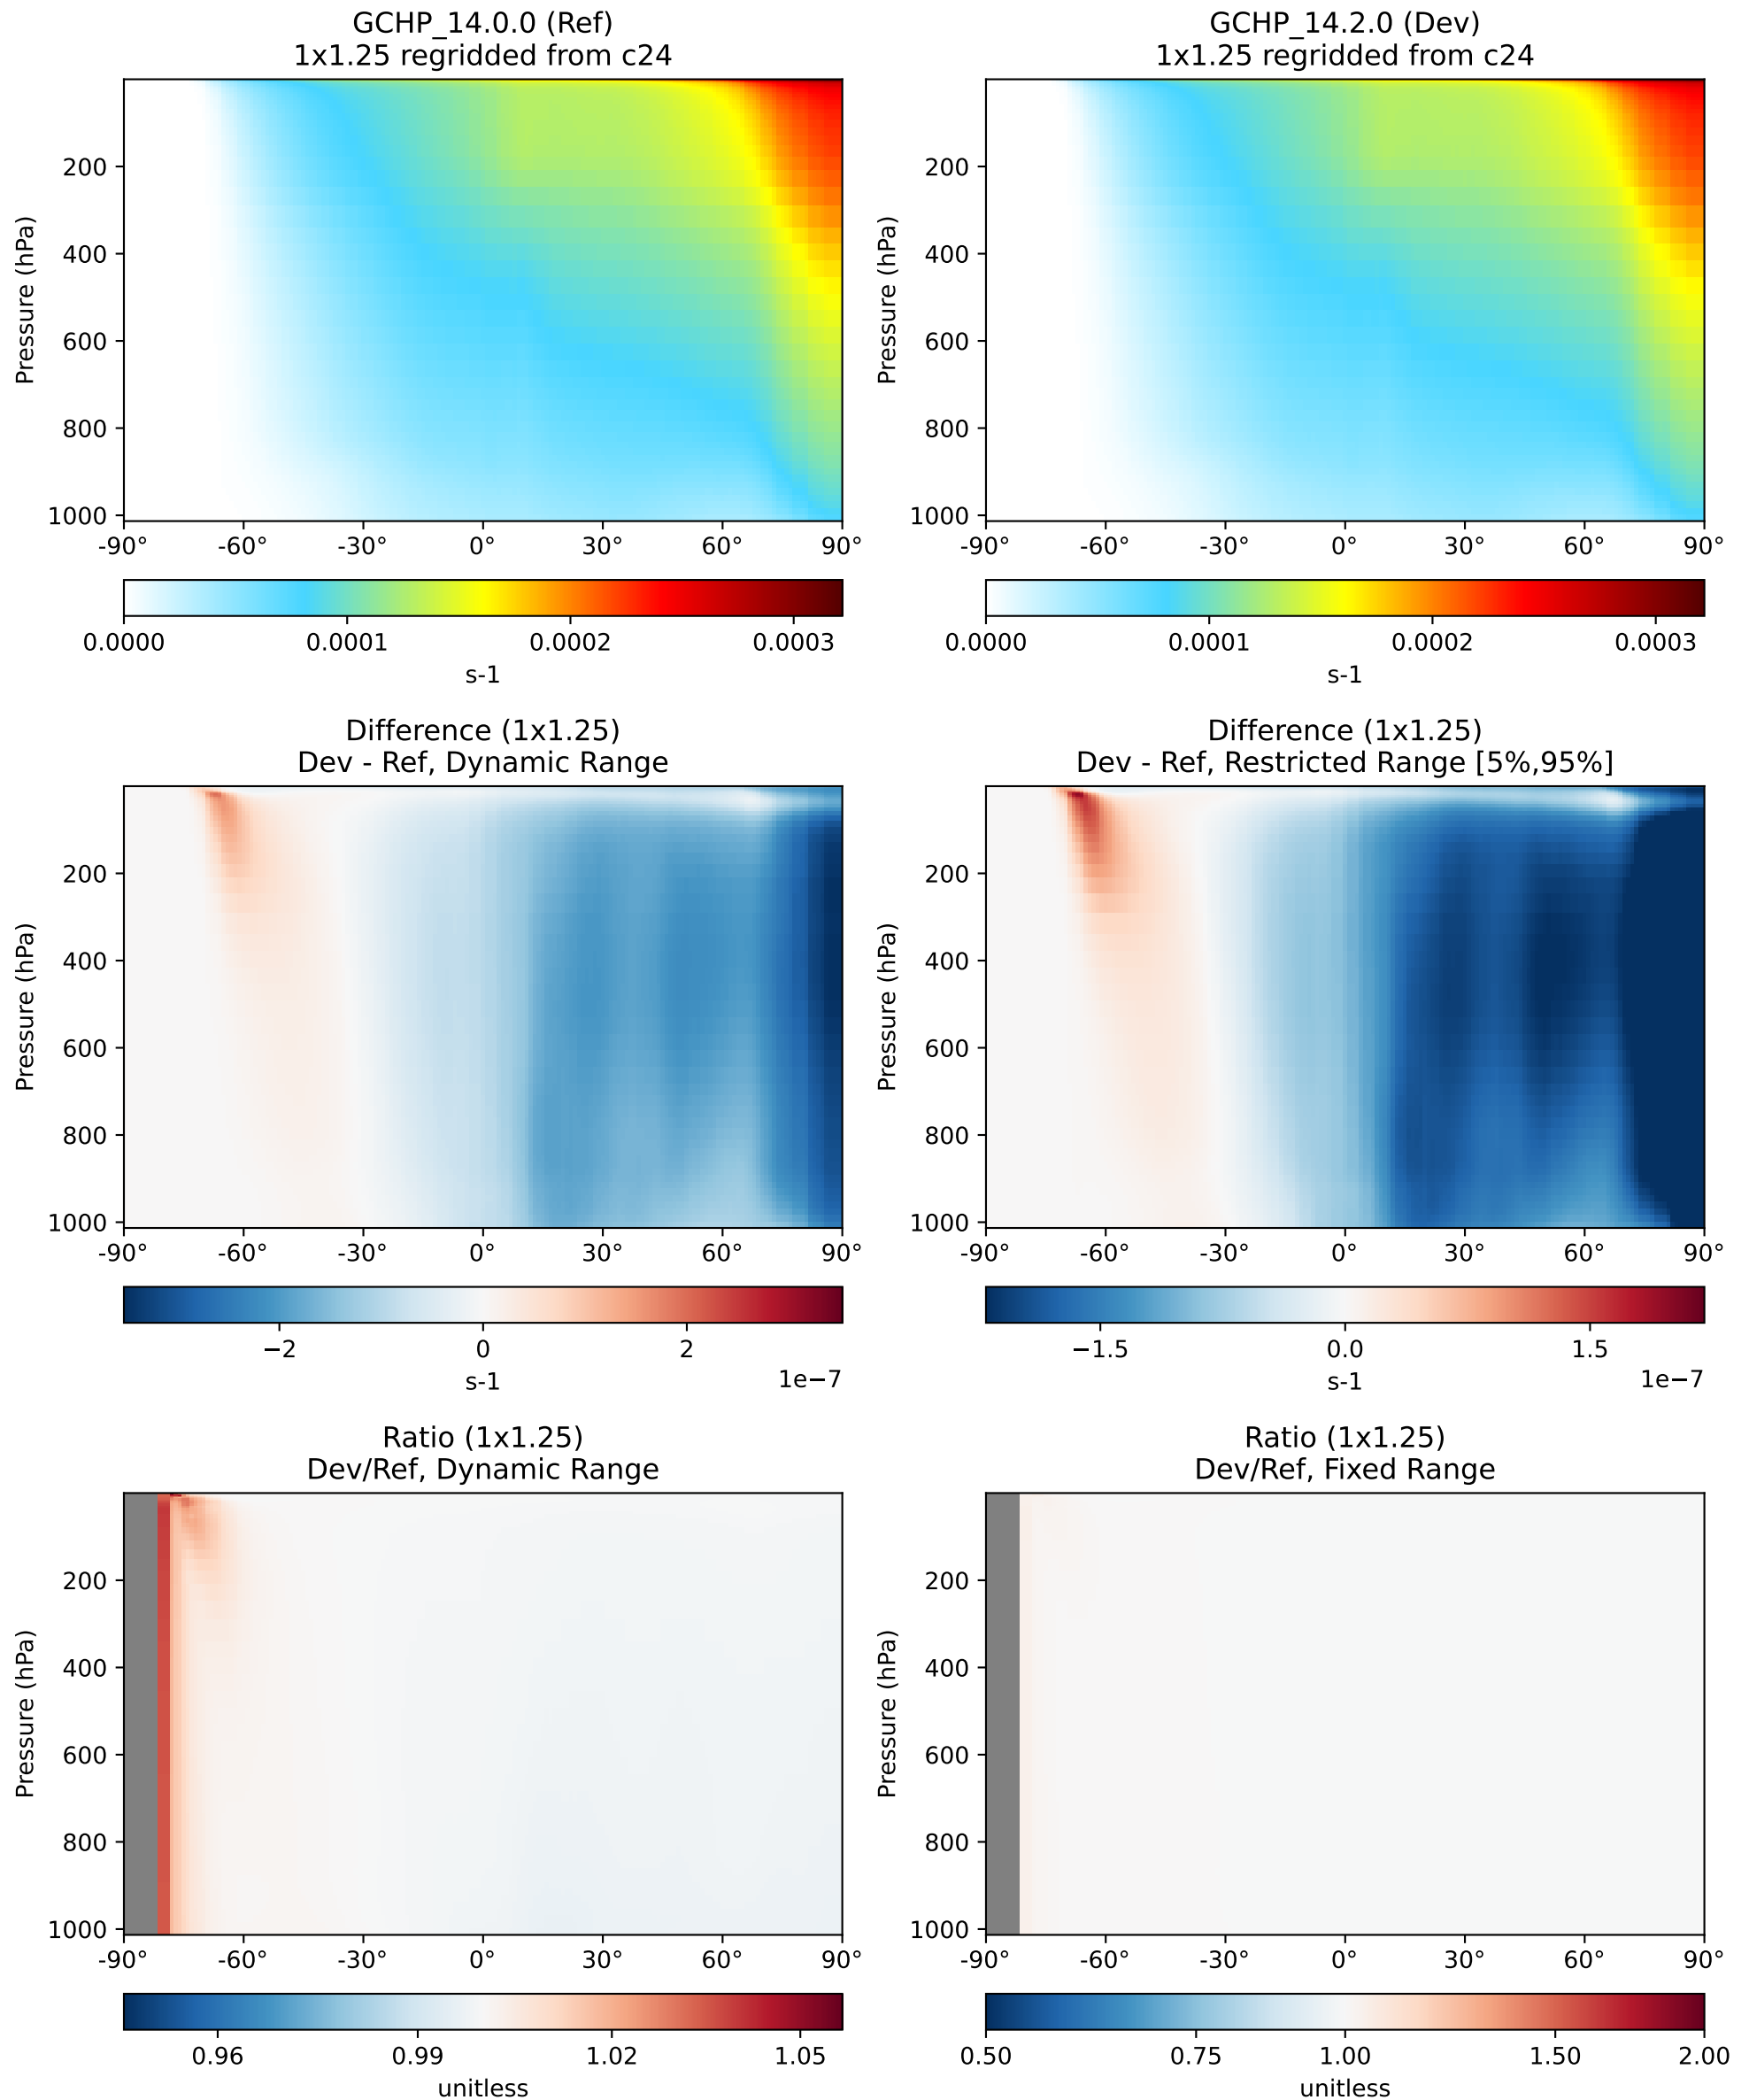 GCHP_14.0.0 (Ref)
1x1.25 regridded from c24
GCHP_14.2.0 (Dev)
1x1.25 regridded from c24
Pressure (hPa)
200
400
600
800
1000
-90° -60° -30° 0° 30° 60° 90°
0.0000 0.0001 0.0002 0.0003
s-1
Pressure (hPa)
200
400
600
800
1000
-90° -60° -30° 0° 30° 60° 90°
0.0000 0.0001 0.0002 0.0003
s-1
Difference (1x1.25)
Dev - Ref, Dynamic Range
Pressure (hPa)
200
400
600
800
1000
-90° -60° -30° 0° 30° 60° 90°
−2 0 2
s-1
1e−7
Difference (1x1.25)
Dev - Ref, Restricted Range [5%,95%]
Pressure (hPa)
200
400
600
800
1000
-90° -60° -30° 0° 30° 60° 90°
−1.5 0.0 1.5
s-1
1e−7
Ratio (1x1.25)
Dev/Ref, Dynamic Range
Pressure (hPa)
200
400
600
800
1000
-90° -60° -30° 0° 30° 60° 90°
0.96 0.99 1.02 1.05
unitless
Ratio (1x1.25)
Dev/Ref, Fixed Range
Pressure (hPa)
200
400
600
800
1000
-90° -60° -30° 0° 30° 60° 90°
0.50 0.75 1.00 1.50 2.00
unitless